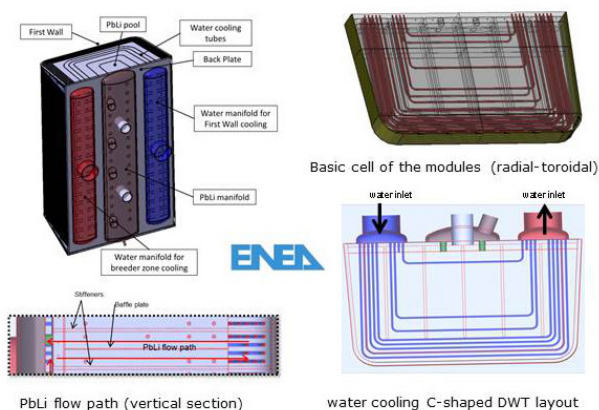 First Wall
PbLi pool
Water cooling
tubes
Back Plate
Water manifold for
First Wall cooling
PbLi manifold
Water manifold for
breeder zone cooling
Basic cell of the modules (radial-toroidal)
water inlet
water inlet
ENEA
Stiffeners
Baffle plate
PbLi flow path
PbLi flow path (vertical section)
water cooling C-shaped DWT layout